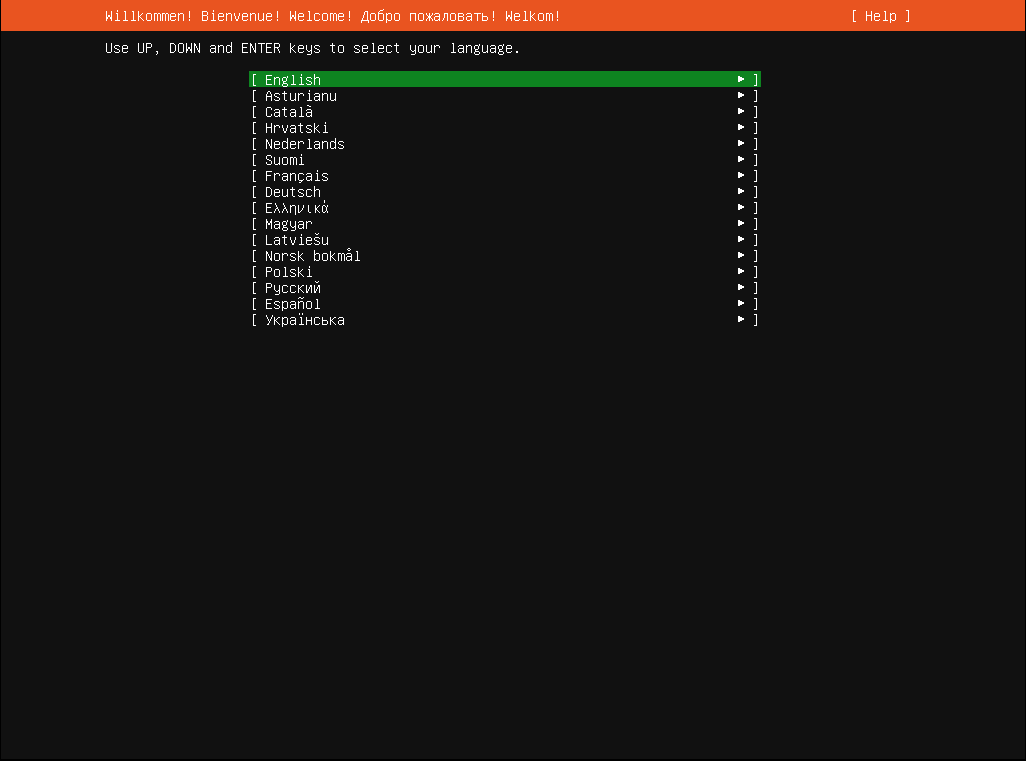 Willkommen! Bienvenue! Welcome! Добро пожаловать! Welkom! [ Help ]
Use UP, DOWN and ENTER keys to select your language.
[ English ► ]
[ Asturianu ► ]
[ Català ► ]
[ Hrvatski ► ]
[ Nederlands ► ]
[ Suomi ► ]
[ Français ► ]
[ Deutsch ► ]
[ Ελληνικά ► ]
[ Magyar ► ]
[ Latviešu ► ]
[ Norsk bokmål ► ]
[ Polski ► ]
[ Русский ► ]
[ Español ► ]
[ Українська ► ]